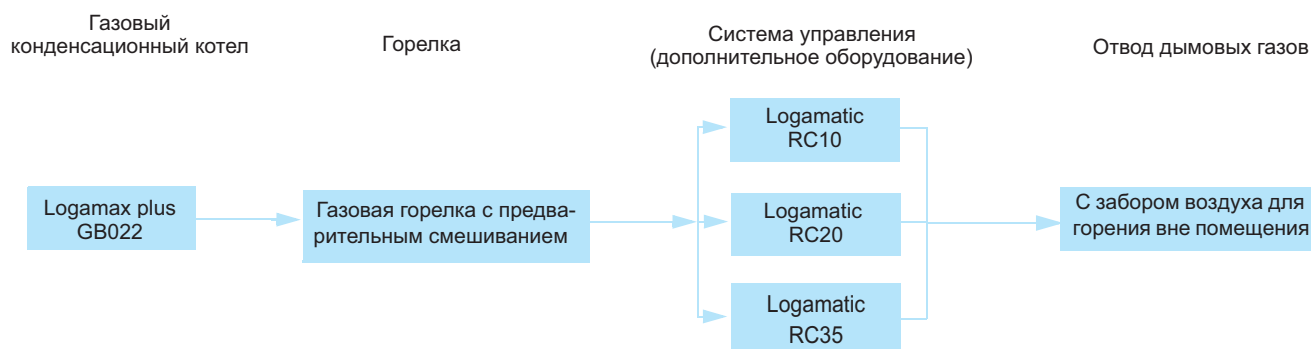 Газовый
конденсационный котел
Горелка
Система управления
(дополнительное оборудование)
Отвод дымовых газов
Logamax plus
GB022
Газовая горелка с предва-
рительным смешиванием
Logamatic
RC10
Logamatic
RC20
Logamatic
RC35
С забором воздуха для
горения вне помещения